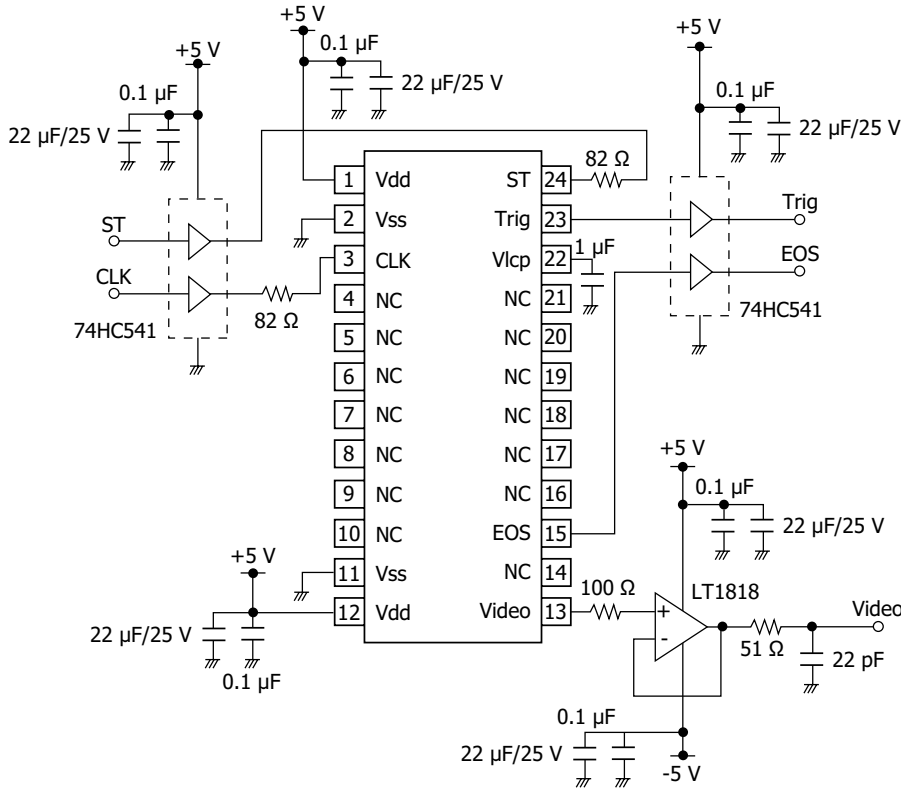 +5 V
+5 V
+5 V
0.1 µF
22 µF/25 V
0.1 µF
22 µF/25 V
0.1 µF
22 µF/25 V
82 Ω
1 Vdd
ST 24
2 Vss
Trig 23
Trig
ST
3 CLK
Vlcp 22
1 µF
EOS
CLK
4 NC
NC 21
82 Ω
74HC541
74HC541
5 NC
NC 20
6 NC
NC 19
7 NC
NC 18
8 NC
NC 17
+5 V
9 NC
NC 16
0.1 µF
22 µF/25 V
10 NC
EOS 15
+5 V
11 Vss
NC 14
100 Ω
LT1818
12 Vdd
Video 13
+
-
Video
22 µF/25 V
0.1 µF
51 Ω
22 pF
0.1 µF
22 µF/25 V
-5 V